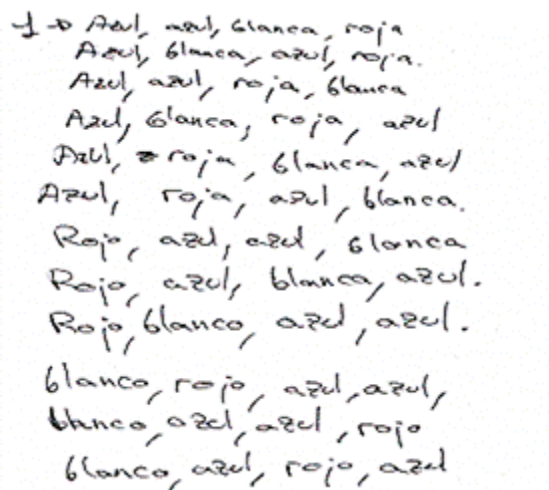 1 → Azul, azul, blanca, roja
Azul, blanca, azul, roja.
Azul, azul, roja, blanca
Azul, blanca, roja, azul
Azul, roja, blanca, azul
Azul, roja, azul, blanca.
Rojo, azul, azul, blanca
Rojo, azul, blanca, azul.
Rojo, blanco, azul, azul.
blanco, rojo, azul, azul,
blanco, azul, azul, rojo
blanco, azul, rojo, azul